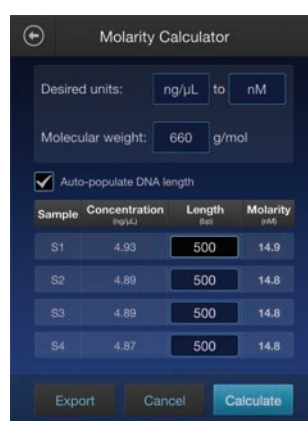 Molarity Calculator
Desired units: ng/µL to nM
Molecular weight: 660 g/mol
Auto-populate DNA length
Sample Concentration Length Molarity
(ng/µL) (bp) (nM)
S1 4.93 500 14.9
S2 4.89 500 14.8
S3 4.89 500 14.8
S4 4.87 500 14.8
Export Cancel Calculate